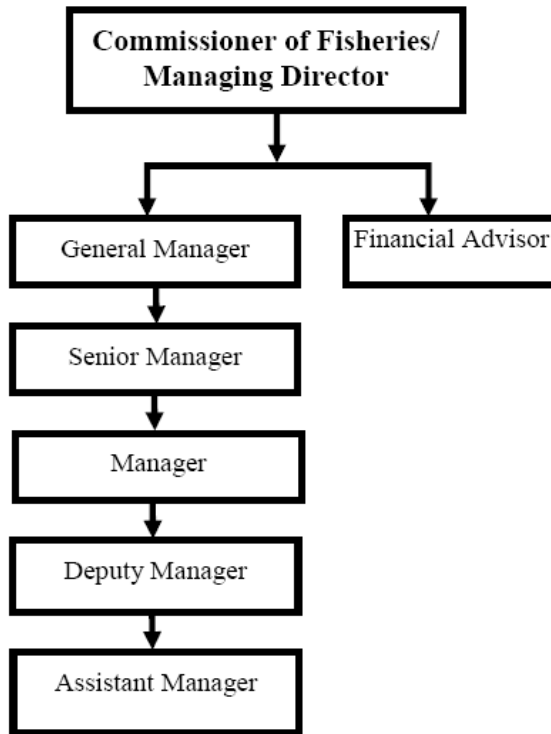 Commissioner of Fisheries/
Managing Director
General Manager
Financial Advisor
Senior Manager
Manager
Deputy Manager
Assistant Manager